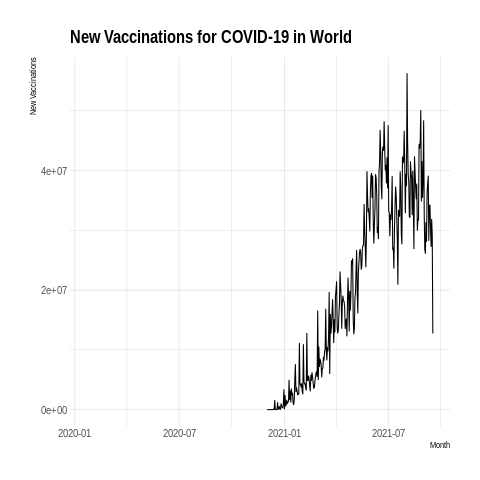 New Vaccinations for COVID-19 in World
New Vaccinations
4e+07
2e+07
0e+00
2020-01 2020-07 2021-01 2021-07
Month